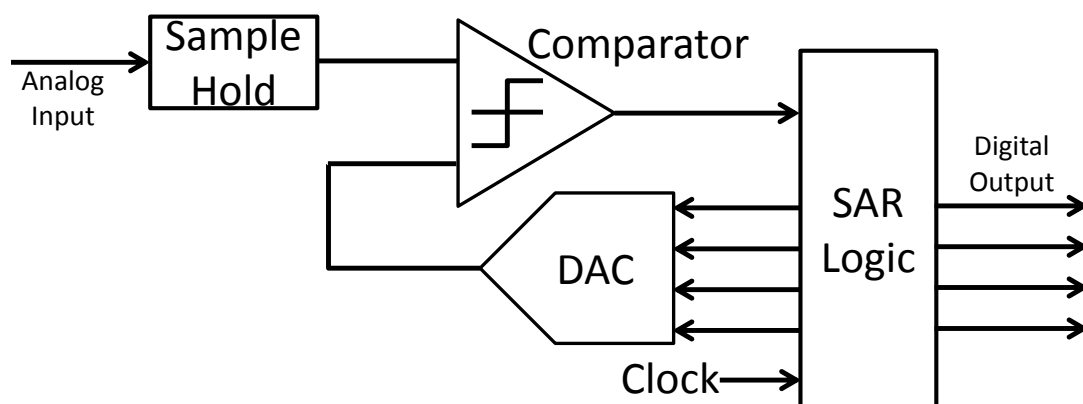 Sample
Hold
Analog
Input
Comparator
Digital
Output
SAR
Logic
DAC
Clock